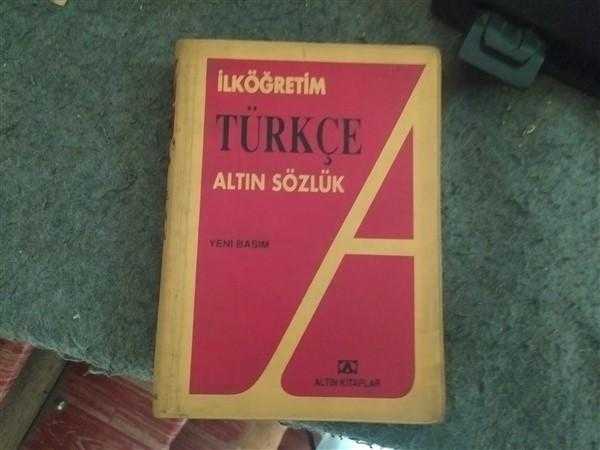 İLKÖĞRETİM
TÜRKÇE
ALTIN SÖZLÜK
YENİ BASIM
ALTIN KİTAPLAR